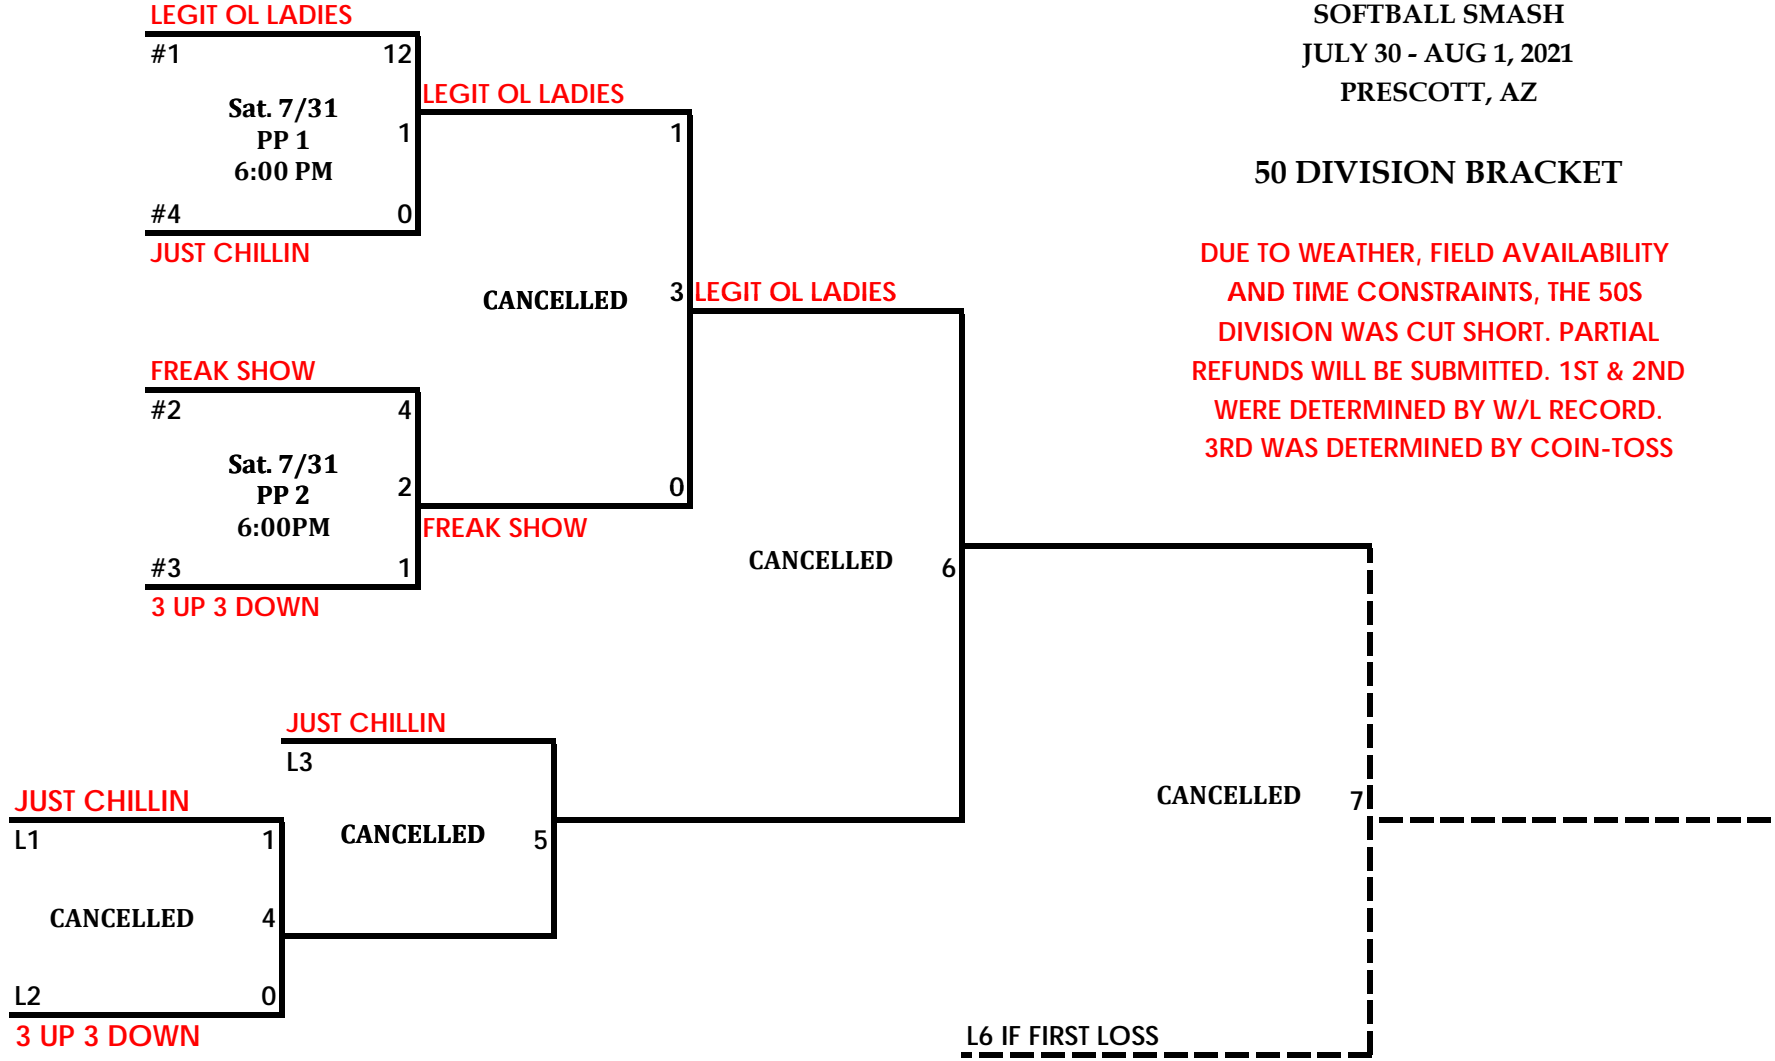 LEGIT OL LADIES
#1 12
Sat. 7/31
PP 1
6:00 PM
1
#4 0
JUST CHILLIN
LEGIT OL LADIES
1
CANCELLED 3
0
FREAK SHOW
FREAK SHOW
#2 4
Sat. 7/31
PP 2
6:00PM
2
#3 1
3 UP 3 DOWN
LEGIT OL LADIES
CANCELLED 6
JUST CHILLIN
L3
CANCELLED 5
JUST CHILLIN
L1 1
CANCELLED 4
L2 0
3 UP 3 DOWN
CANCELLED 7
L6 IF FIRST LOSS
SOFTBALL SMASH
JULY 30 - AUG 1, 2021
PRESCOTT, AZ
50 DIVISION BRACKET
DUE TO WEATHER, FIELD AVAILABILITY
AND TIME CONSTRAINTS, THE 50S
DIVISION WAS CUT SHORT. PARTIAL
REFUNDS WILL BE SUBMITTED. 1ST & 2ND
WERE DETERMINED BY W/L RECORD.
3RD WAS DETERMINED BY COIN-TOSS